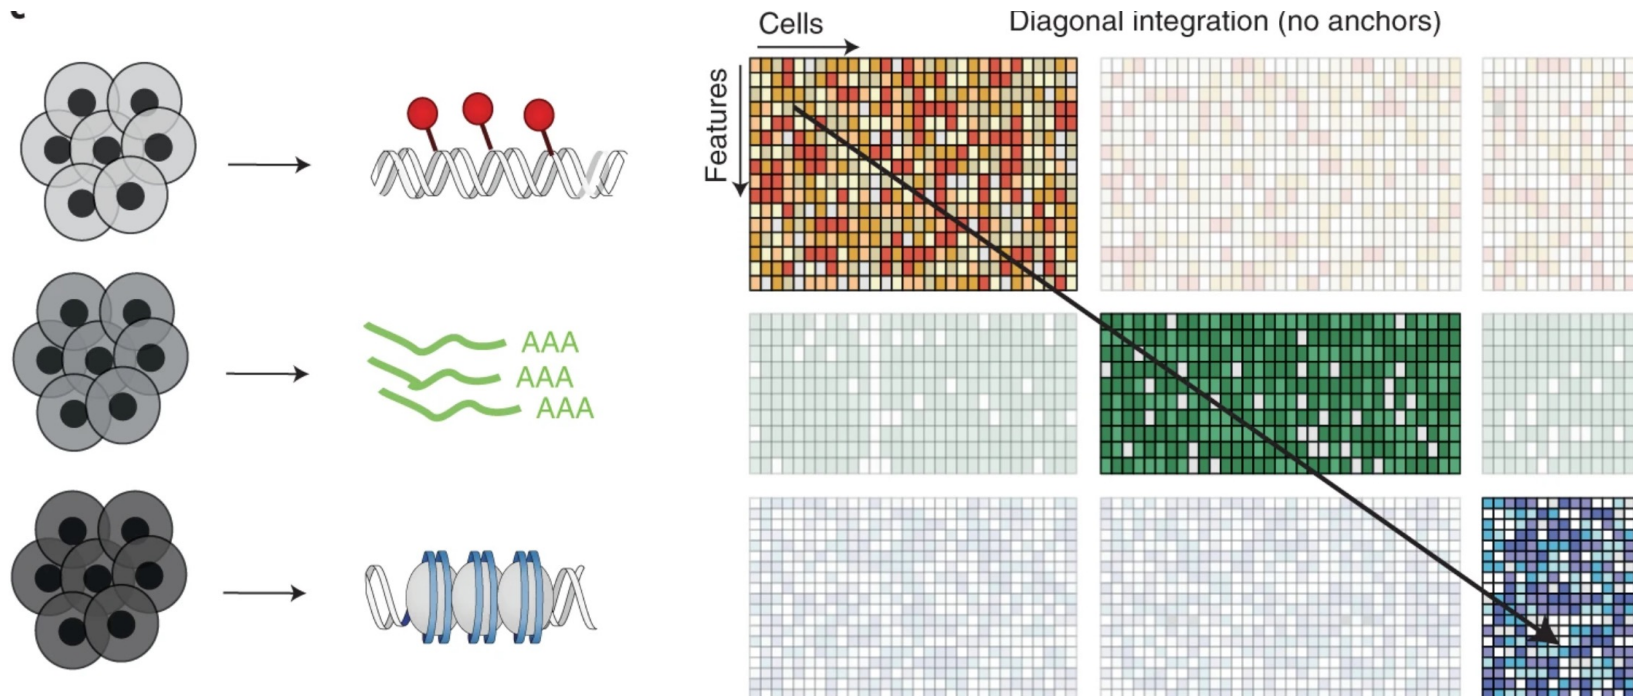 Cells
Diagonal integration (no anchors)
Features
AAA
AAA
AAA